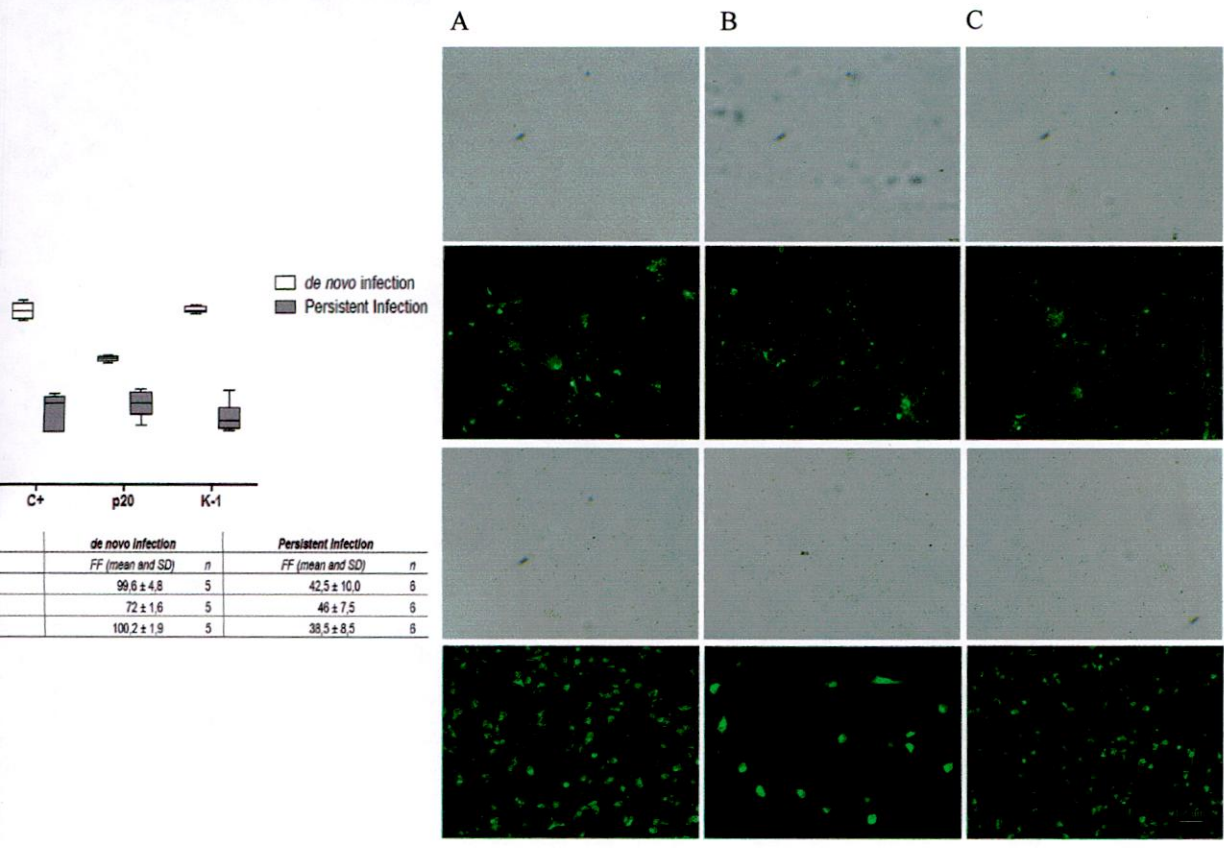 A B C
de novo infection
Persistent Infection
C+ p20 K-1
de novo infection Persistent Infection
FF (mean and SD) n FF (mean and SD) n
99,6 ± 4,8 5 42,5 ± 10,0 6
72 ± 1,6 5 46 ± 7,5 6
100,2 ± 1,9 5 38,5 ± 8,5 6